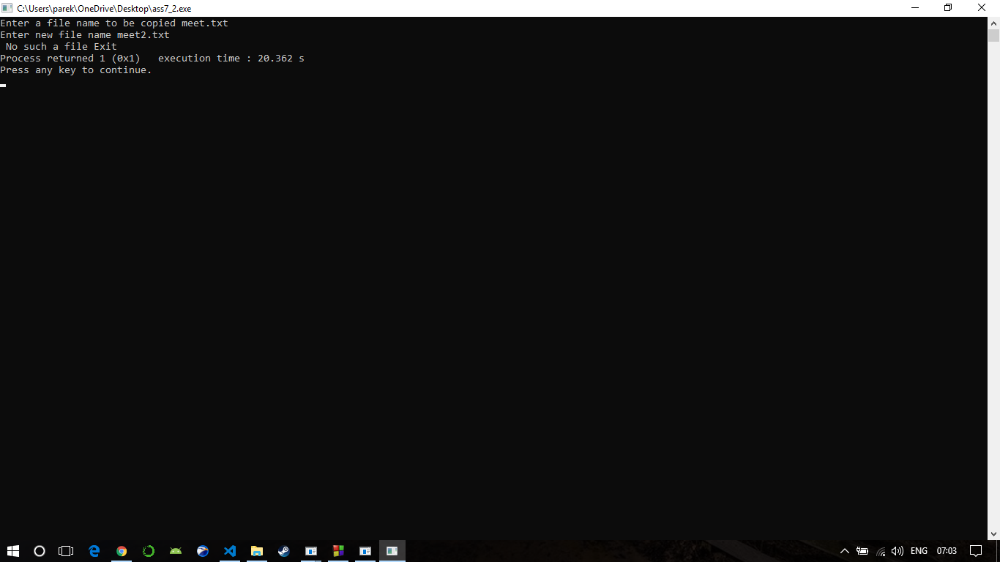 C:\Users\parek\OneDrive\Desktop\ass7_2.exe
Enter a file name to be copied meet.txt
Enter new file name meet2.txt
No such a file Exit
Process returned 1 (0x1)   execution time : 20.362 s
Press any key to continue.
ENG 07:03